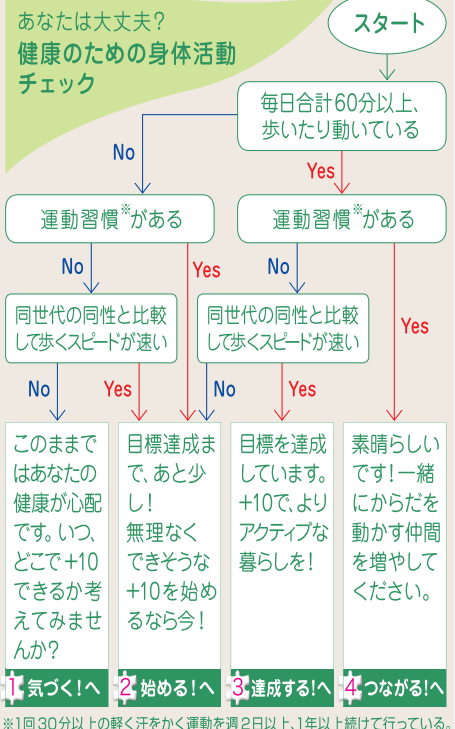 あなたは大丈夫?
健康のための身体活動
チェック
スタート
毎日合計60分以上、
歩いたり動いている
No
Yes
運動習慣※がある
運動習慣※がある
No
Yes
No
Yes
同世代の同性と比較
して歩くスピードが速い
同世代の同性と比較
して歩くスピードが速い
No
Yes
No
Yes
このままで
はあなたの
健康が心配
です。いつ、
どこで+10
できるか考
えてみませ
んか?
1 気づく!へ
目標達成ま
で、あと少
し!
無理なく
できそうな
+10を始め
るなら今!
2 始める!へ
目標を達成
しています。
+10で、より
アクティブな
暮らしを!
3 達成する!へ
素晴らしい
です!一緒
にからだを
動かす仲間
を増やして
ください。
4 つながる!へ
※1回30分以上の軽く汗をかく運動を週2日以上、1年以上続けて行っている。